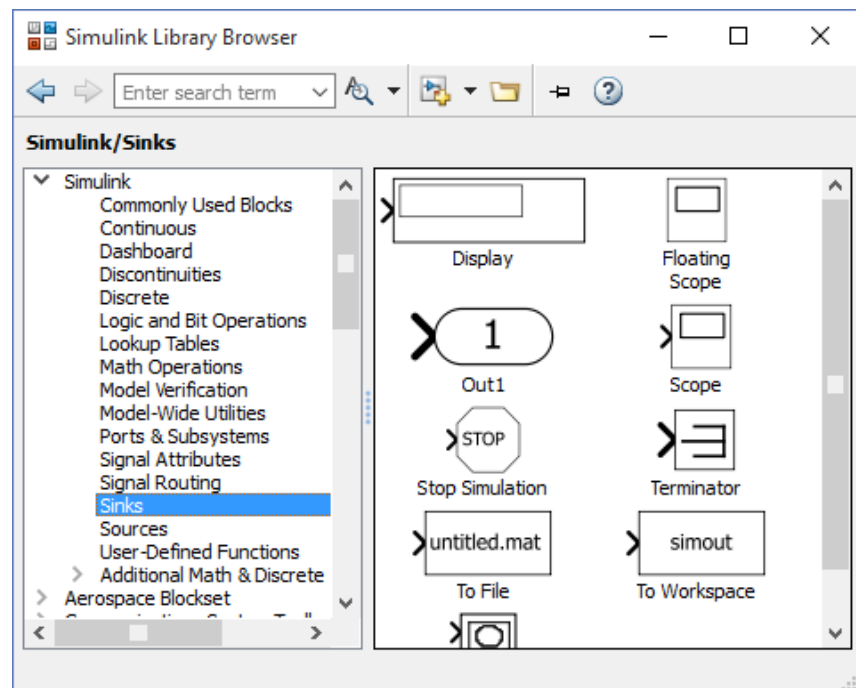 Simulink Library Browser
Enter search term
Simulink/Sinks
Simulink
Commonly Used Blocks
Continuous
Dashboard
Discontinuities
Discrete
Logic and Bit Operations
Lookup Tables
Math Operations
Model Verification
Model-Wide Utilities
Ports & Subsystems
Signal Attributes
Signal Routing
Sinks
Sources
User-Defined Functions
Additional Math & Discrete
Aerospace Blockset
Display
Floating
Scope
1
Out1
Scope
STOP
Stop Simulation
Terminator
untitled.mat
To File
simout
To Workspace